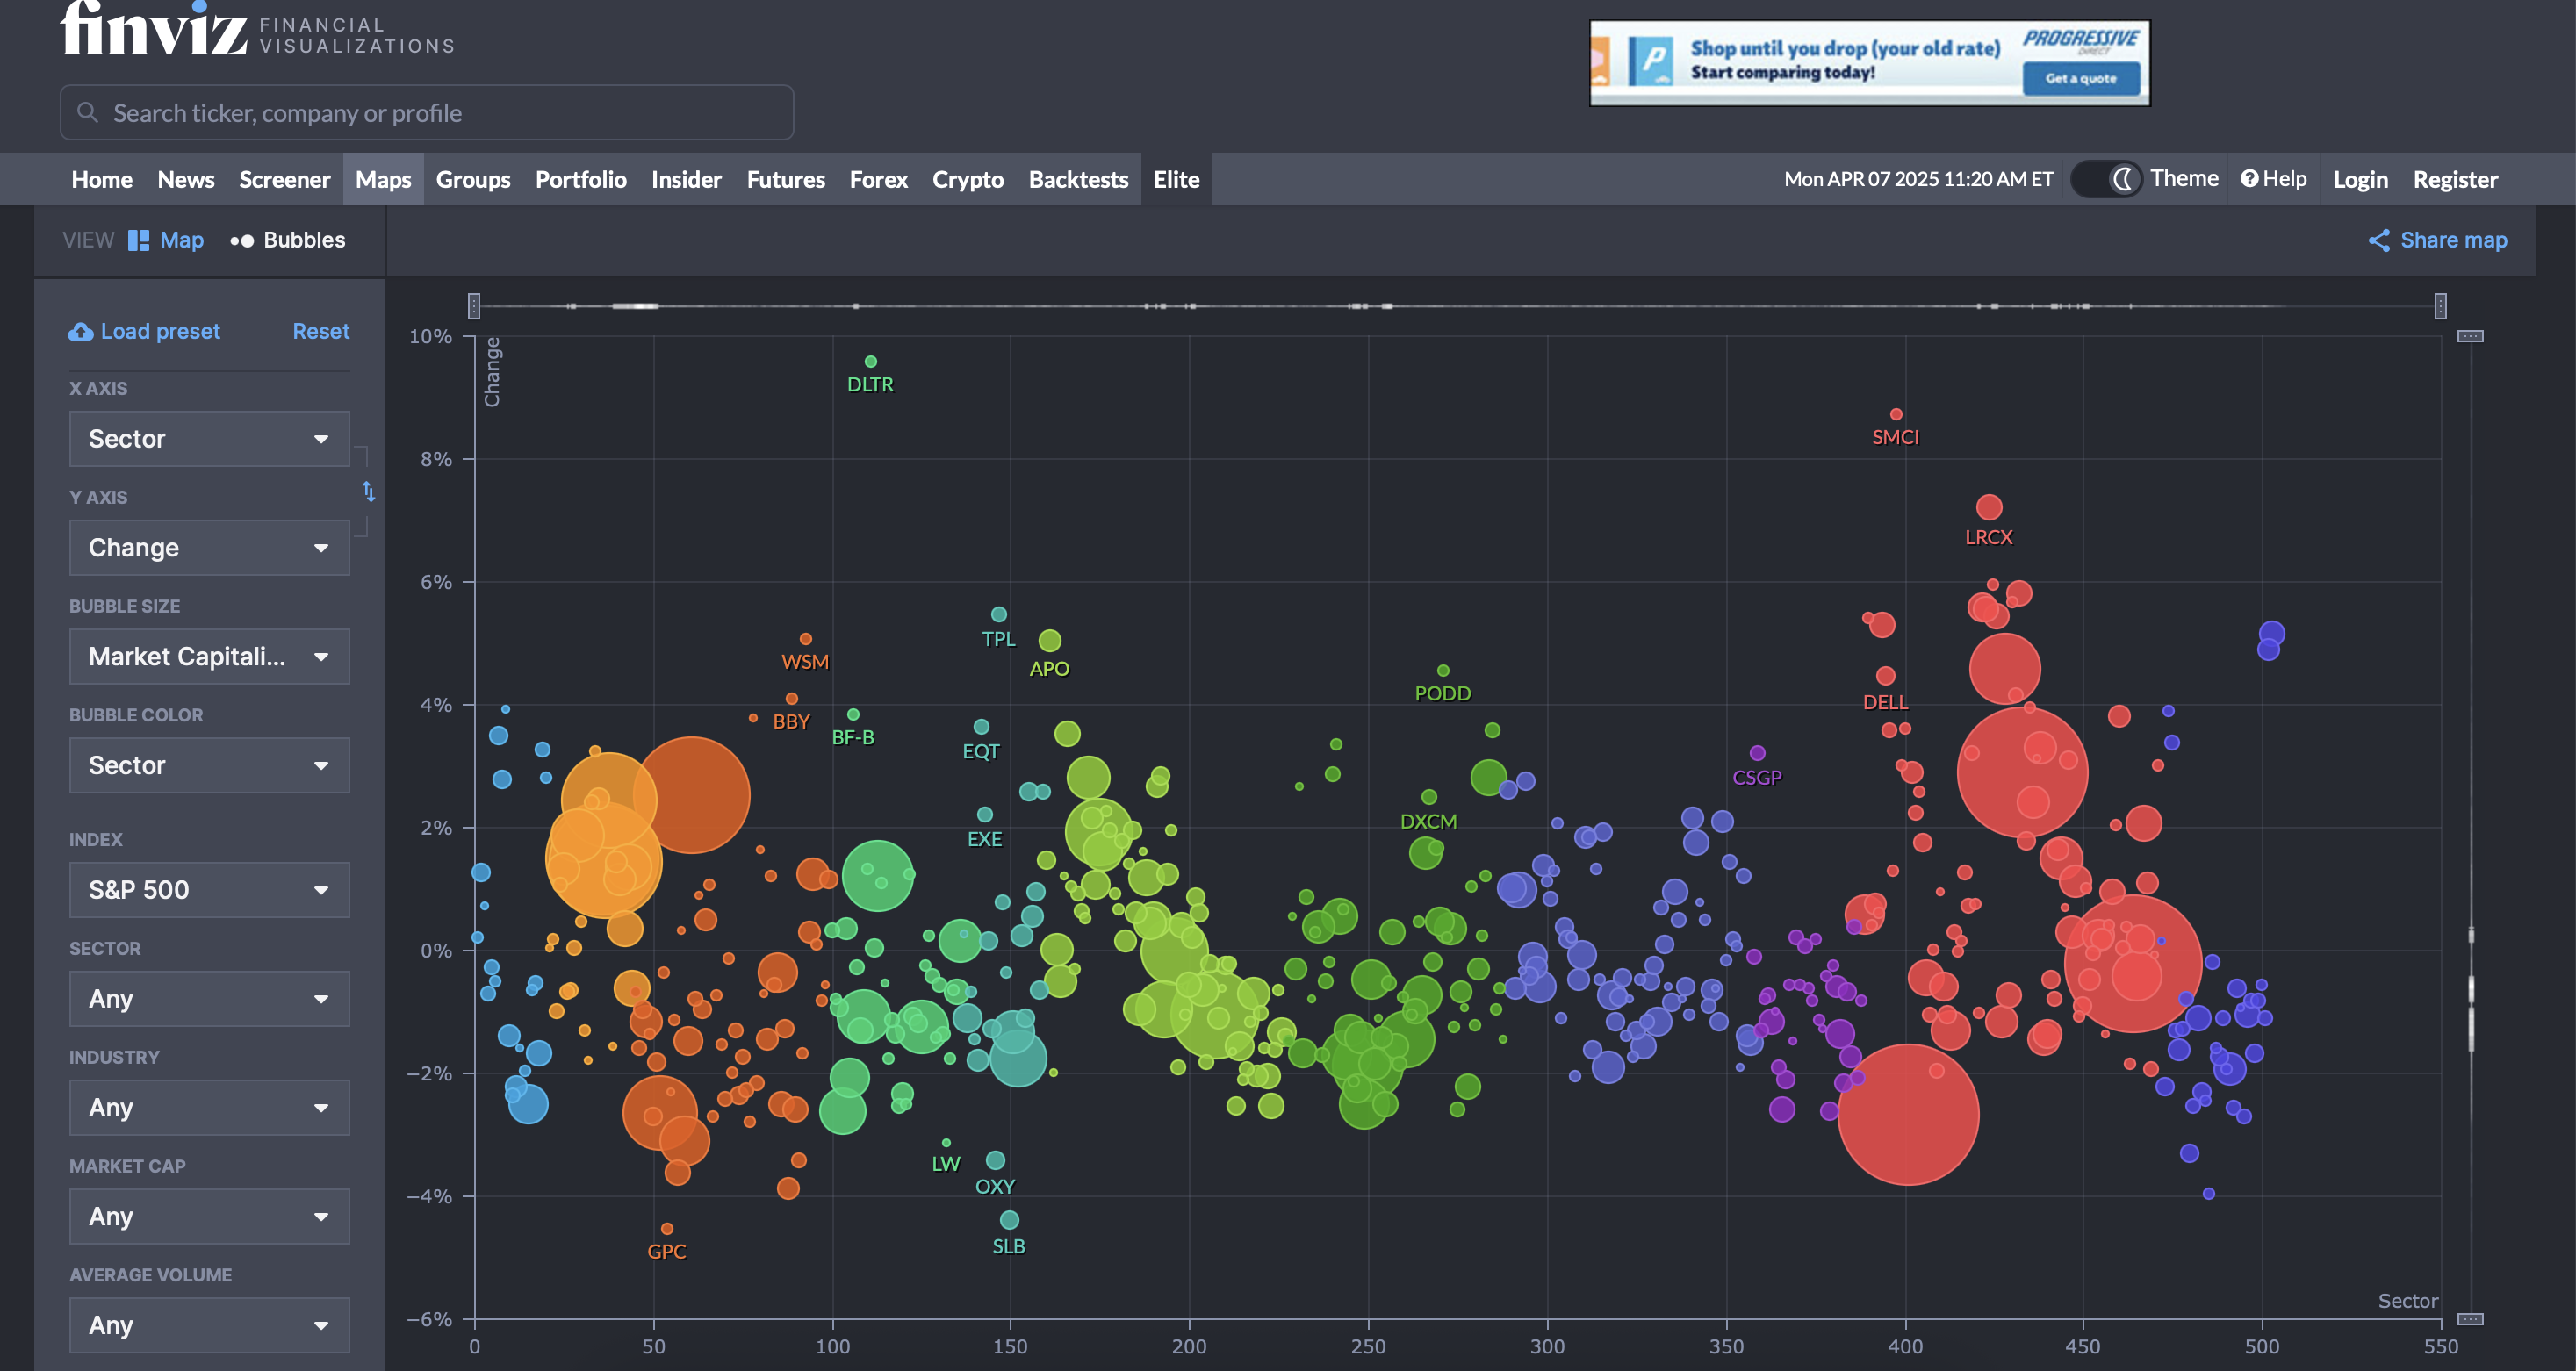 finviz FINANCIAL
VISUALIZATIONS
Shop until you drop (your old rate)
Start comparing today!
PROGRESSIVE
DIRECT
Get a quote
Search ticker, company or profile
Home News Screener Maps Groups Portfolio Insider Futures Forex Crypto Backtests Elite
Mon APR 07 2025 11:20 AM ET Theme Help Login Register
VIEW Map Bubbles
Share map
Load preset Reset
X AXIS
Sector
Y AXIS
Change
BUBBLE SIZE
Market Capitali...
BUBBLE COLOR
Sector
INDEX
S&P 500
SECTOR
Any
INDUSTRY
Any
MARKET CAP
Any
AVERAGE VOLUME
Any
Change
10%
8%
6%
4%
2%
0%
−2%
−4%
−6%
DLTR
SMCI
LRCX
TPL
WSM
APO
PODD
DELL
BBY
BF-B
EQT
CSGP
DXCM
EXE
LW
OXY
SLB
GPC
Sector
0 50 100 150 200 250 300 350 400 450 500 550